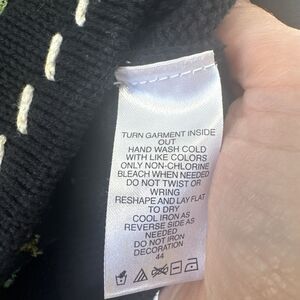 TURN GARMENT INSIDE
OUT
HAND WASH COLD
WITH LIKE COLORS
ONLY NON-CHLORINE
BLEACH WHEN NEEDED
DO NOT TWIST OR
WRING
RESHAPE AND LAY FLAT
TO DRY
COOL IRON AS
REVERSE SIDE AS
NEEDED
DO NOT IRON
DECORATION
44